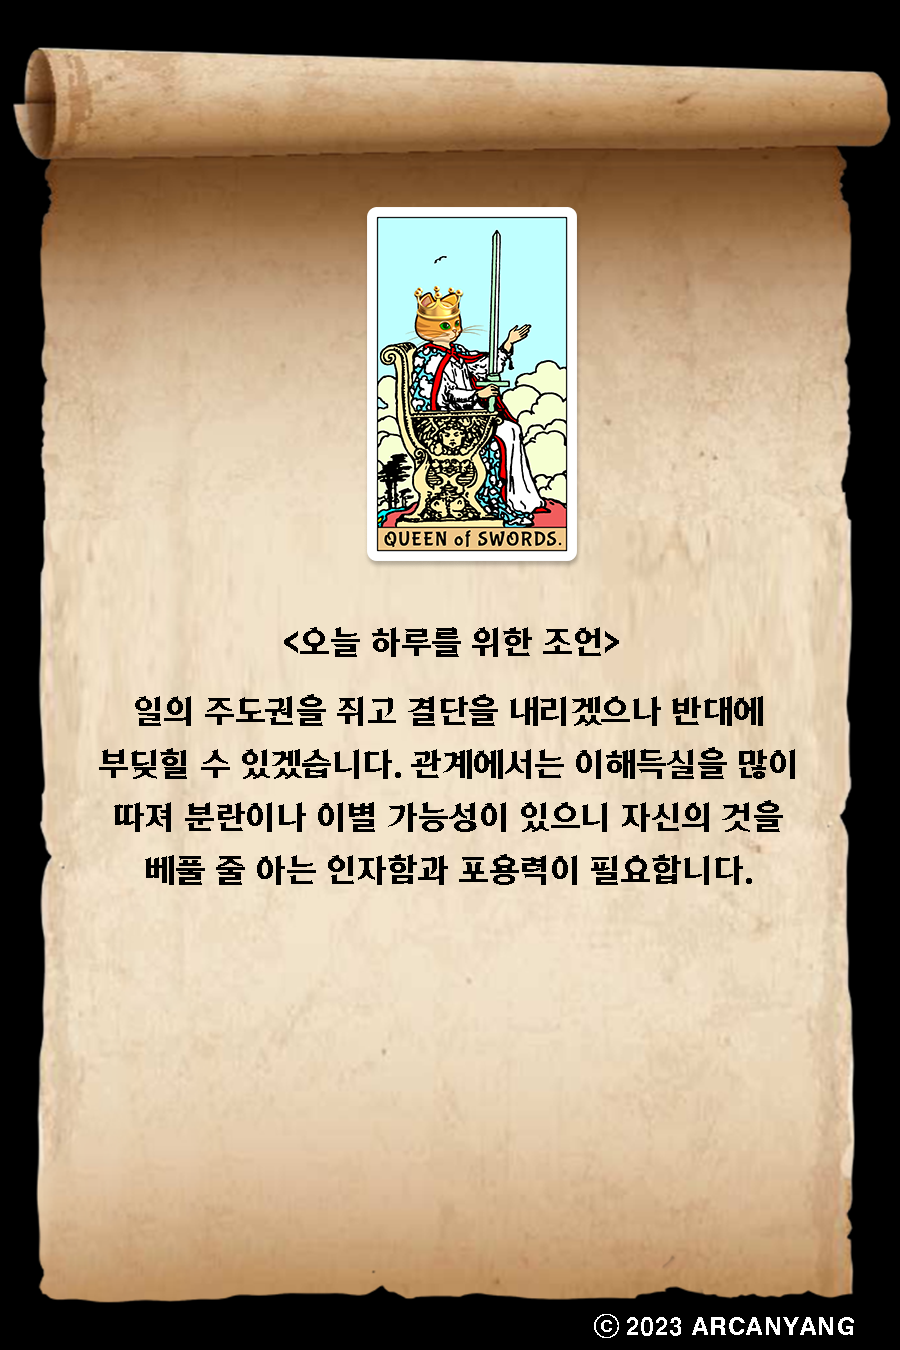 QUEEN of SWORDS.
<오늘 하루를 위한 조언>
일의 주도권을 쥐고 결단을 내리겠으나 반대에
부딪힐 수 있겠습니다. 관계에서는 이해득실을 많이
따져 분란이나 이별 가능성이 있으니 자신의 것을
베풀 줄 아는 인자함과 포용력이 필요합니다.
ⓒ 2023 ARCANYANG